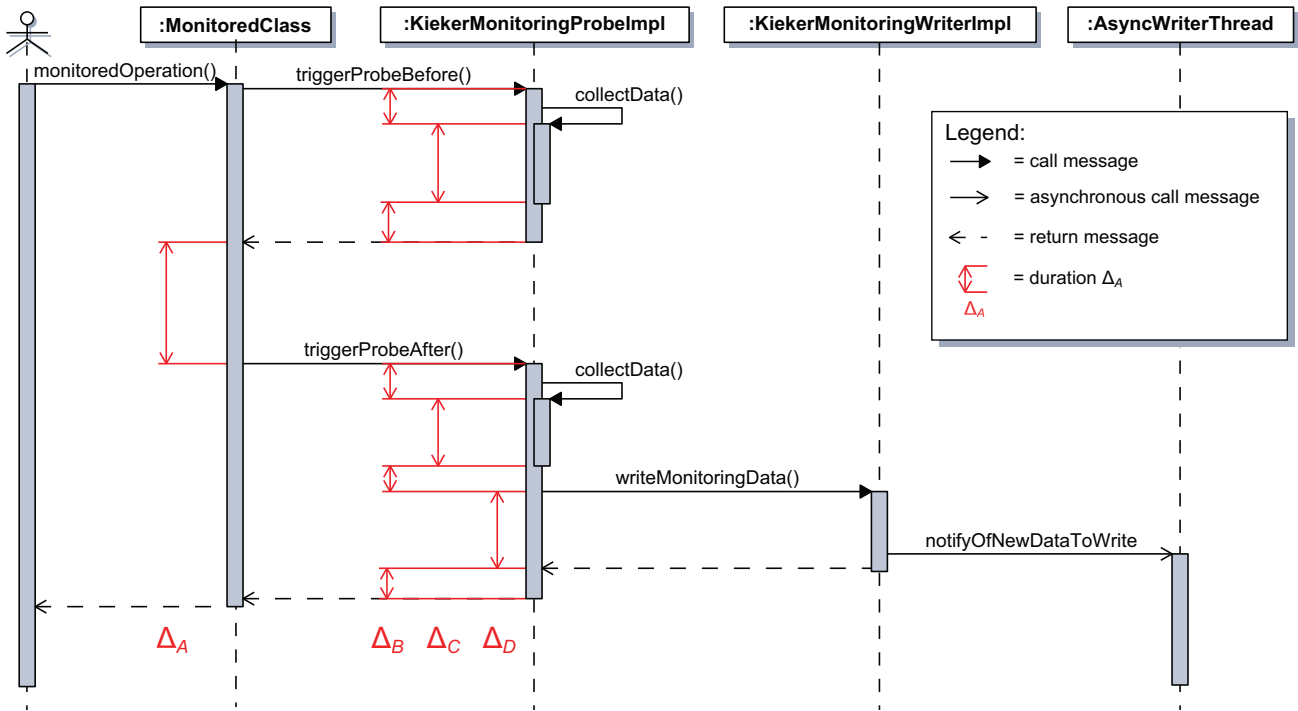 :MonitoredClass
:KiekerMonitoringProbeImpl
:KiekerMonitoringWriterImpl
:AsyncWriterThread
monitoredOperation()
triggerProbeBefore()
collectData()
Legend:
= call message
= asynchronous call message
= return message
= duration ΔA
ΔA
triggerProbeAfter()
collectData()
writeMonitoringData()
notifyOfNewDataToWrite
ΔA
ΔB
ΔC
ΔD